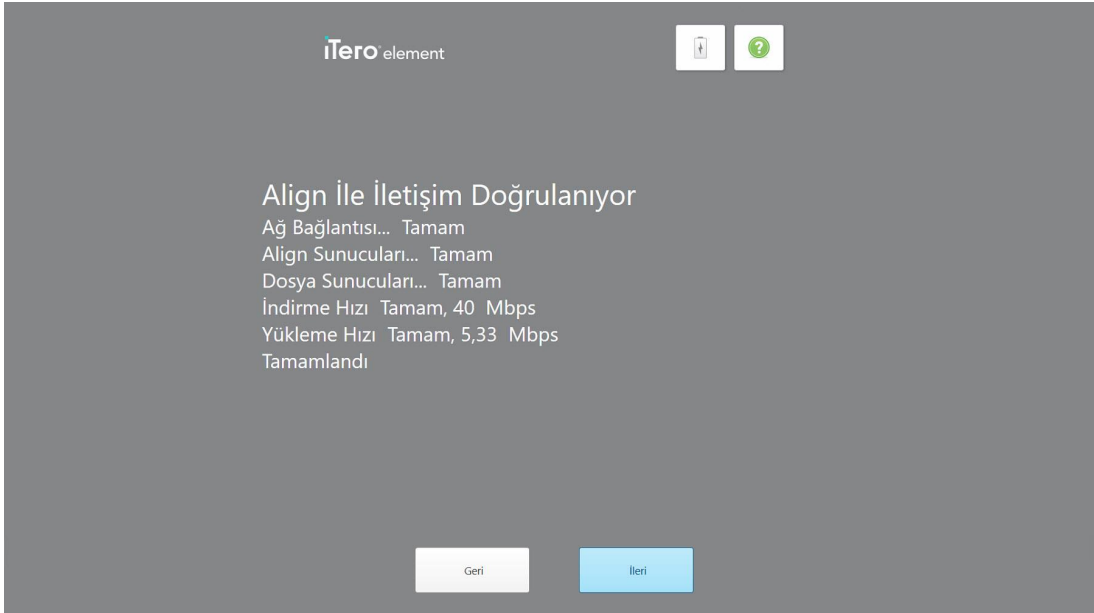 iTero element
Align İle İletişim Doğrulanıyor
Ağ Bağlantısı... Tamam
Align Sunucuları... Tamam
Dosya Sunucuları... Tamam
İndirme Hızı Tamam, 40 Mbps
Yükleme Hızı Tamam, 5,33 Mbps
Tamamlandı
Geri İleri